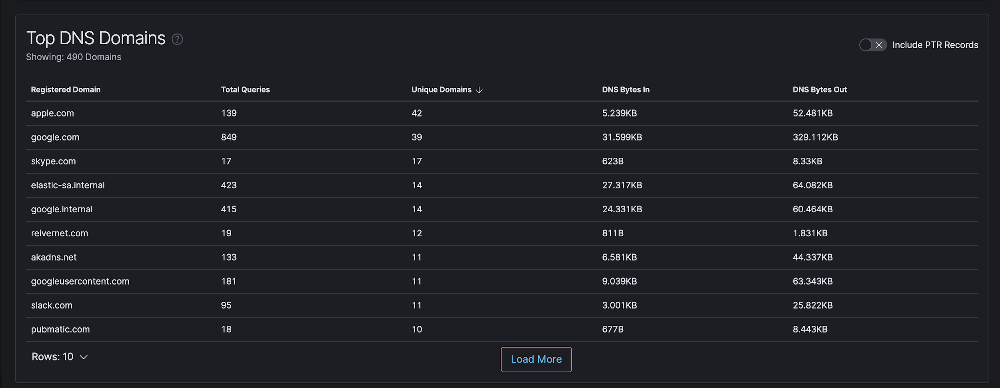 Top DNS Domains ?
Showing: 490 Domains
Include PTR Records
Registered Domain Total Queries Unique Domains ↓ DNS Bytes In DNS Bytes Out
apple.com 139 42 5.239KB 52.481KB
google.com 849 39 31.599KB 329.112KB
skype.com 17 17 623B 8.33KB
elastic-sa.internal 423 14 27.317KB 64.082KB
google.internal 415 14 24.331KB 60.464KB
reivernet.com 19 12 811B 1.831KB
akadns.net 133 11 6.581KB 44.337KB
googleusercontent.com 181 11 9.039KB 63.343KB
slack.com 95 11 3.001KB 25.822KB
pubmatic.com 18 10 677B 8.443KB
Rows: 10
Load More